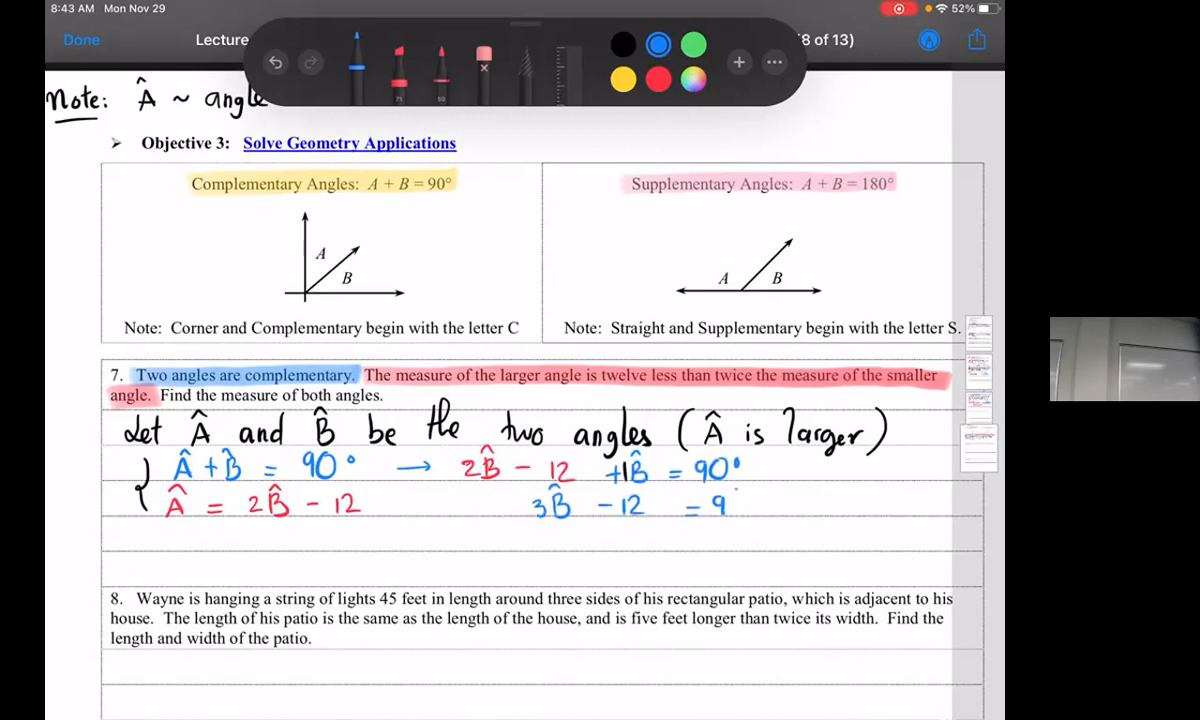 8:43 AM Mon Nov 29
52%
Done
Lecture
8 of 13)
Note: Â ~ angle
➢ Objective 3: Solve Geometry Applications
Complementary Angles: A + B = 90°
A
B
Note: Corner and Complementary begin with the letter C
Supplementary Angles: A + B = 180°
A
B
Note: Straight and Supplementary begin with the letter S.
7. Two angles are complementary. The measure of the larger angle is twelve less than twice the measure of the smaller
angle. Find the measure of both angles.
Let Â and B̂ be the two angles (Â is larger)
{ Â + B̂ = 90° → 2B̂ - 12 +1B̂ = 90°
Â = 2B̂ - 12 3B̂ - 12 = 9
8. Wayne is hanging a string of lights 45 feet in length around three sides of his rectangular patio, which is adjacent to his
house. The length of his patio is the same as the length of the house, and is five feet longer than twice its width. Find the
length and width of the patio.